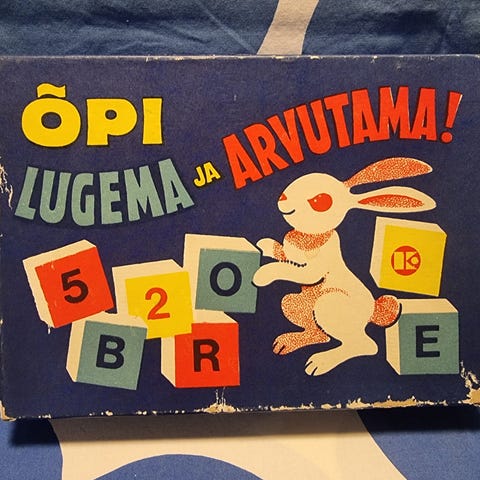 ÕPI
LUGEMA JA ARVUTAMA!
5 2 O K
B R E